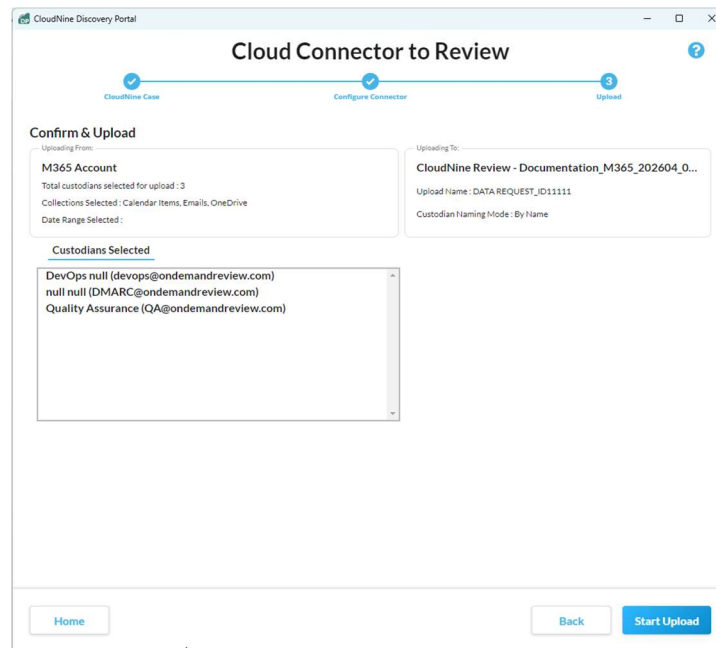 CloudNine Discovery Portal
Cloud Connector to Review
?
3
CloudNine Case
Configure Connector
Upload
Confirm & Upload
Uploading From:
M365 Account
Total custodians selected for upload : 3
Collections Selected : Calendar Items, Emails, OneDrive
Date Range Selected :
Uploading To:
CloudNine Review - Documentation_M365_202604_0...
Upload Name : DATA REQUEST_ID11111
Custodian Naming Mode : By Name
Custodians Selected
DevOps null (devops@ondemandreview.com)
null null (DMARC@ondemandreview.com)
Quality Assurance (QA@ondemandreview.com)
Home
Back
Start Upload